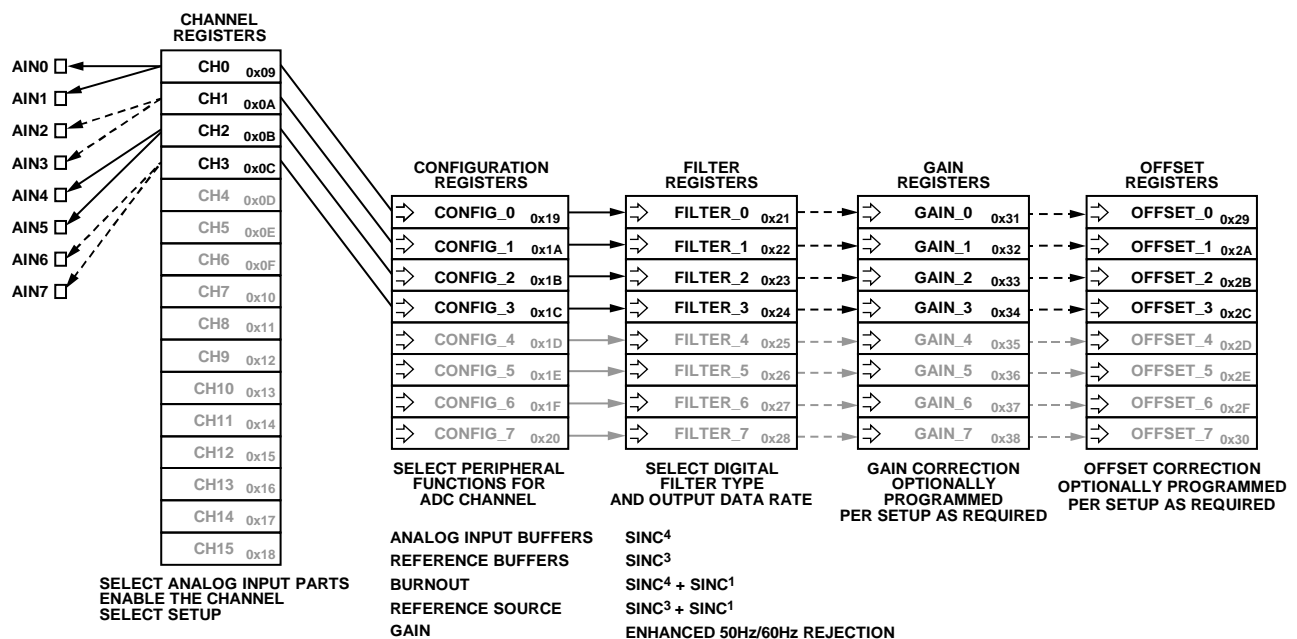 CHANNEL
REGISTERS
AIN0
AIN1
AIN2
AIN3
AIN4
AIN5
AIN6
AIN7
CH0 0x09
CH1 0x0A
CH2 0x0B
CH3 0x0C
CH4 0x0D
CH5 0x0E
CH6 0x0F
CH7 0x10
CH8 0x11
CH9 0x12
CH10 0x13
CH11 0x14
CH12 0x15
CH13 0x16
CH14 0x17
CH15 0x18
SELECT ANALOG INPUT PARTS
ENABLE THE CHANNEL
SELECT SETUP
CONFIGURATION
REGISTERS
CONFIG_0 0x19
CONFIG_1 0x1A
CONFIG_2 0x1B
CONFIG_3 0x1C
CONFIG_4 0x1D
CONFIG_5 0x1E
CONFIG_6 0x1F
CONFIG_7 0x20
SELECT PERIPHERAL
FUNCTIONS FOR
ADC CHANNEL
ANALOG INPUT BUFFERS
REFERENCE BUFFERS
BURNOUT
REFERENCE SOURCE
GAIN
FILTER
REGISTERS
FILTER_0 0x21
FILTER_1 0x22
FILTER_2 0x23
FILTER_3 0x24
FILTER_4 0x25
FILTER_5 0x26
FILTER_6 0x27
FILTER_7 0x28
SELECT DIGITAL
FILTER TYPE
AND OUTPUT DATA RATE
SINC⁴
SINC³
SINC⁴ + SINC¹
SINC³ + SINC¹
ENHANCED 50Hz/60Hz REJECTION
GAIN
REGISTERS
GAIN_0 0x31
GAIN_1 0x32
GAIN_2 0x33
GAIN_3 0x34
GAIN_4 0x35
GAIN_5 0x36
GAIN_6 0x37
GAIN_7 0x38
GAIN CORRECTION
OPTIONALLY
PROGRAMMED
PER SETUP AS REQUIRED
OFFSET
REGISTERS
OFFSET_0 0x29
OFFSET_1 0x2A
OFFSET_2 0x2B
OFFSET_3 0x2C
OFFSET_4 0x2D
OFFSET_5 0x2E
OFFSET_6 0x2F
OFFSET_7 0x30
OFFSET CORRECTION
OPTIONALLY PROGRAMMED
PER SETUP AS REQUIRED